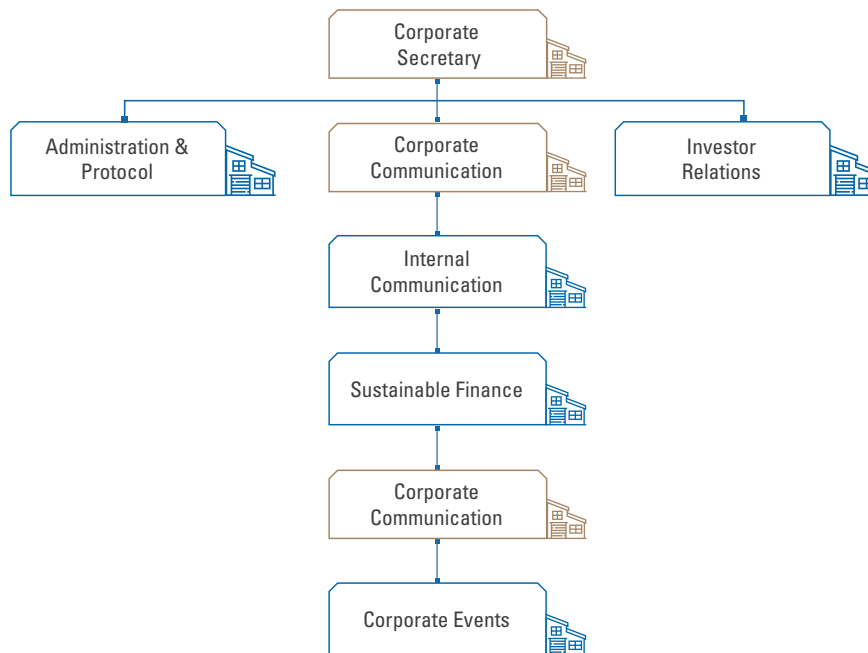 Corporate
Secretary
Administration &
Protocol
Corporate
Communication
Investor
Relations
Internal
Communication
Sustainable Finance
Corporate
Communication
Corporate Events